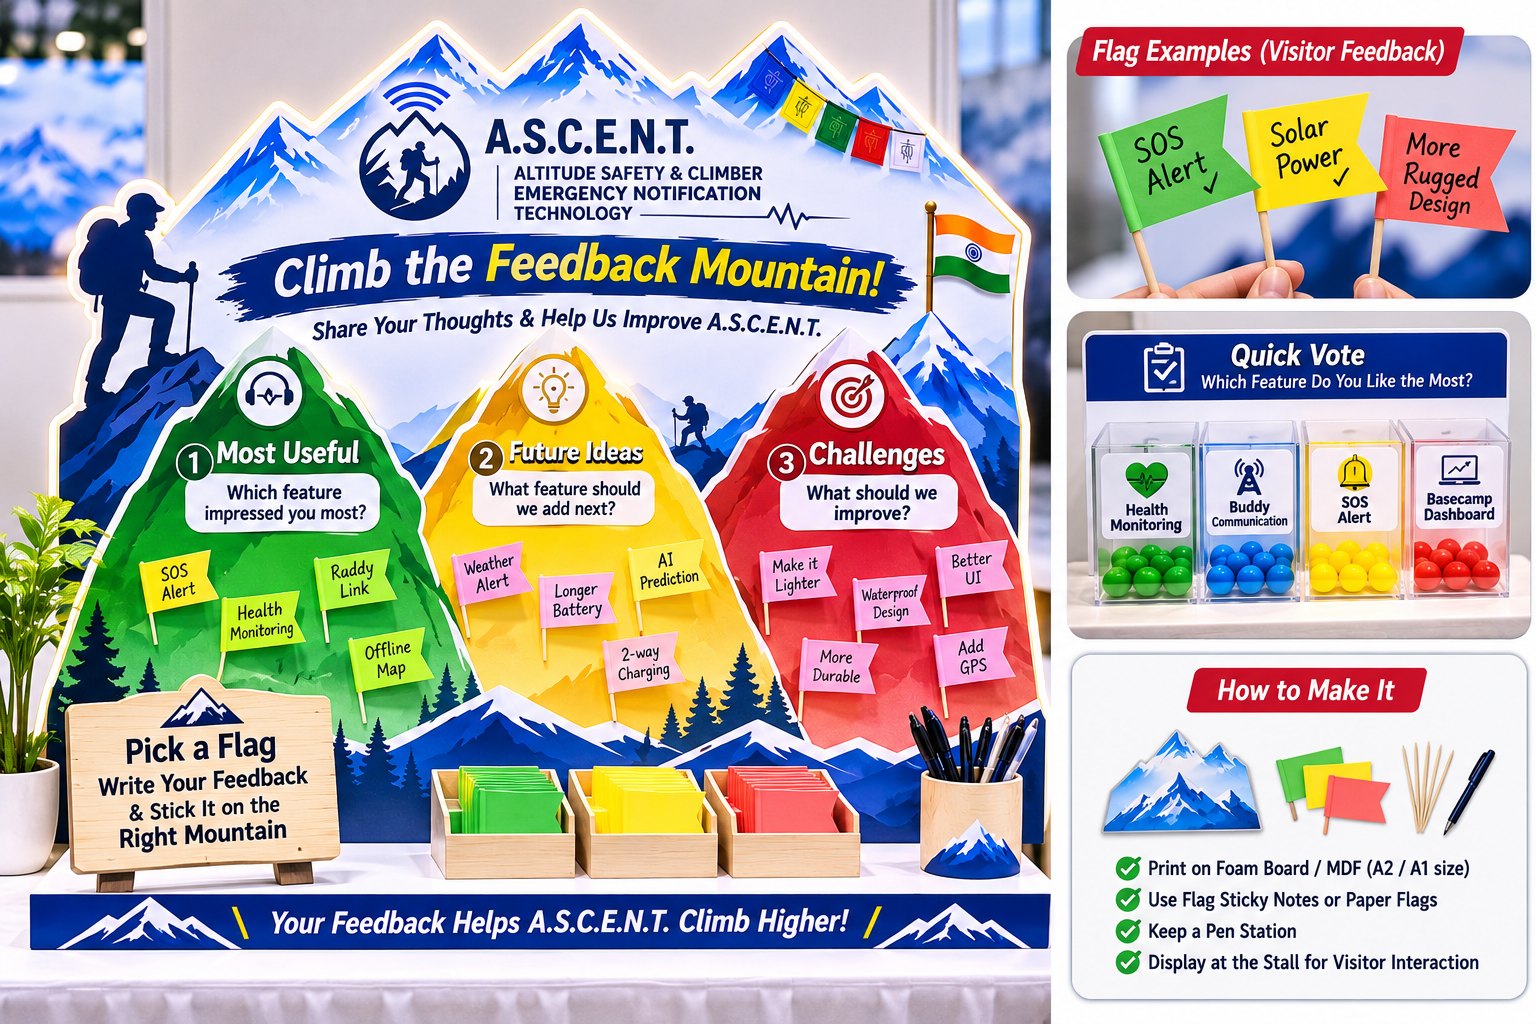 A.S.C.E.N.T.
ALTITUDE SAFETY & CLIMBER
EMERGENCY NOTIFICATION
TECHNOLOGY
Climb the Feedback Mountain!
Share Your Thoughts & Help Us Improve A.S.C.E.N.T.
1 Most Useful
Which feature
impressed you most?
SOS
Alert
Health
Monitoring
Raddy
Link
Offline
Map
2 Future Ideas
What feature should
we add next?
Weather
Alert
Longer
Battery
AI
Prediction
2-way
Charging
3 Challenges
What should we
improve?
Make it
Lighter
Waterproof
Design
Better
UI
More
Durable
Add
GPS
Pick a Flag
Write Your Feedback
& Stick It on the
Right Mountain
Your Feedback Helps A.S.C.E.N.T. Climb Higher!
Flag Examples (Visitor Feedback)
SOS
Alert ✓
Solar
Power ✓
More
Rugged
Design
Quick Vote
Which Feature Do You Like the Most?
Health
Monitoring
Buddy
Communication
SOS
Alert
Basecamp
Dashboard
How to Make It
Print on Foam Board / MDF (A2 / A1 size)
Use Flag Sticky Notes or Paper Flags
Keep a Pen Station
Display at the Stall for Visitor Interaction